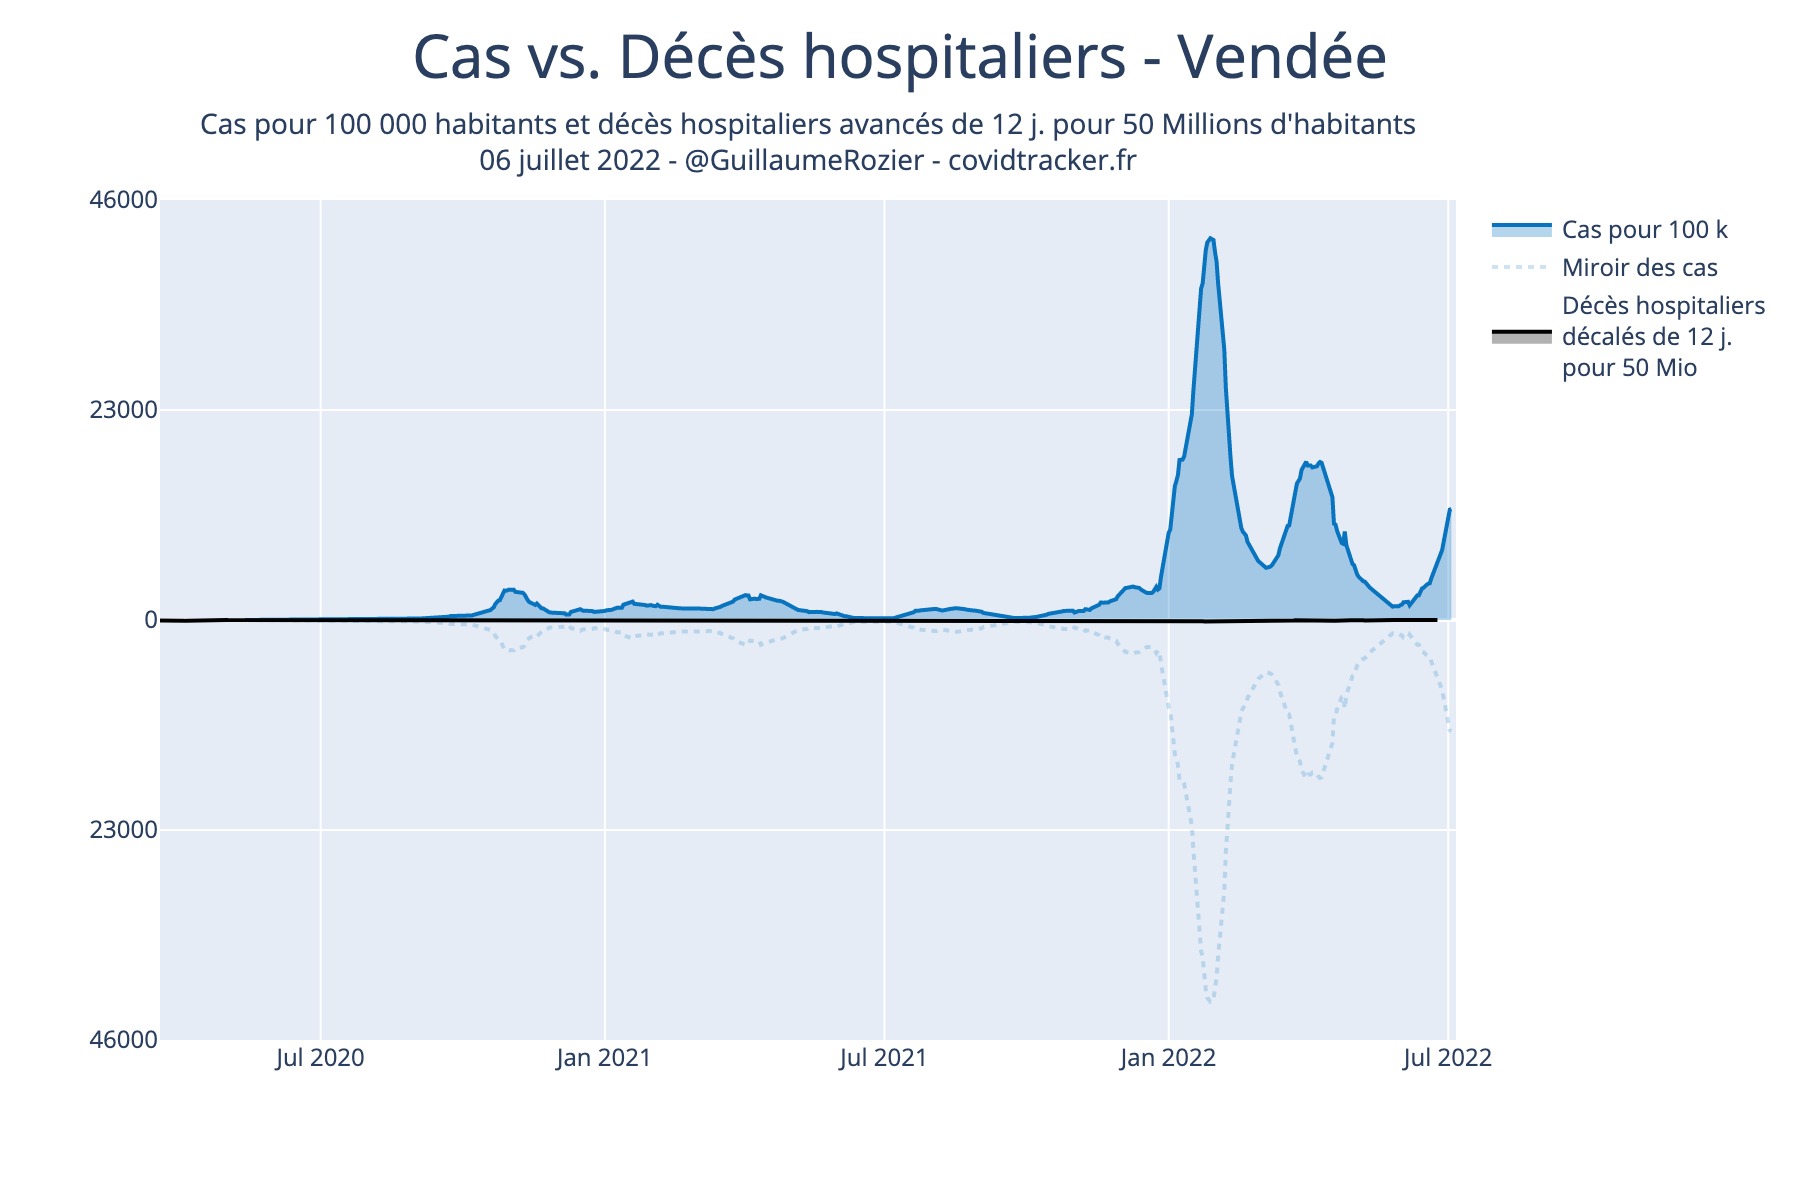 Cas vs. Décès hospitaliers - Vendée
Cas pour 100 000 habitants et décès hospitaliers avancés de 12 j. pour 50 Millions d'habitants
06 juillet 2022 - @GuillaumeRozier - covidtracker.fr
46000
23000
0
23000
46000
Jul 2020
Jan 2021
Jul 2021
Jan 2022
Jul 2022
Cas pour 100 k
Miroir des cas
Décès hospitaliers
décalés de 12 j.
pour 50 Mio